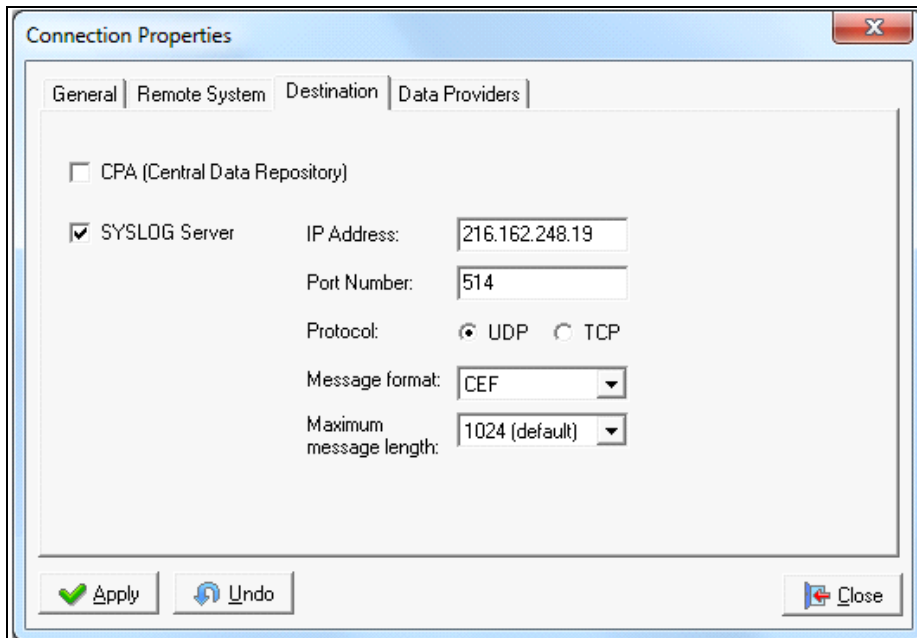 Connection Properties
General Remote System Destination Data Providers
CPA (Central Data Repository)
SYSLOG Server IP Address: 216.162.248.19
Port Number: 514
Protocol: UDP TCP
Message format: CEF
Maximum
message length: 1024 (default)
Apply Undo Close